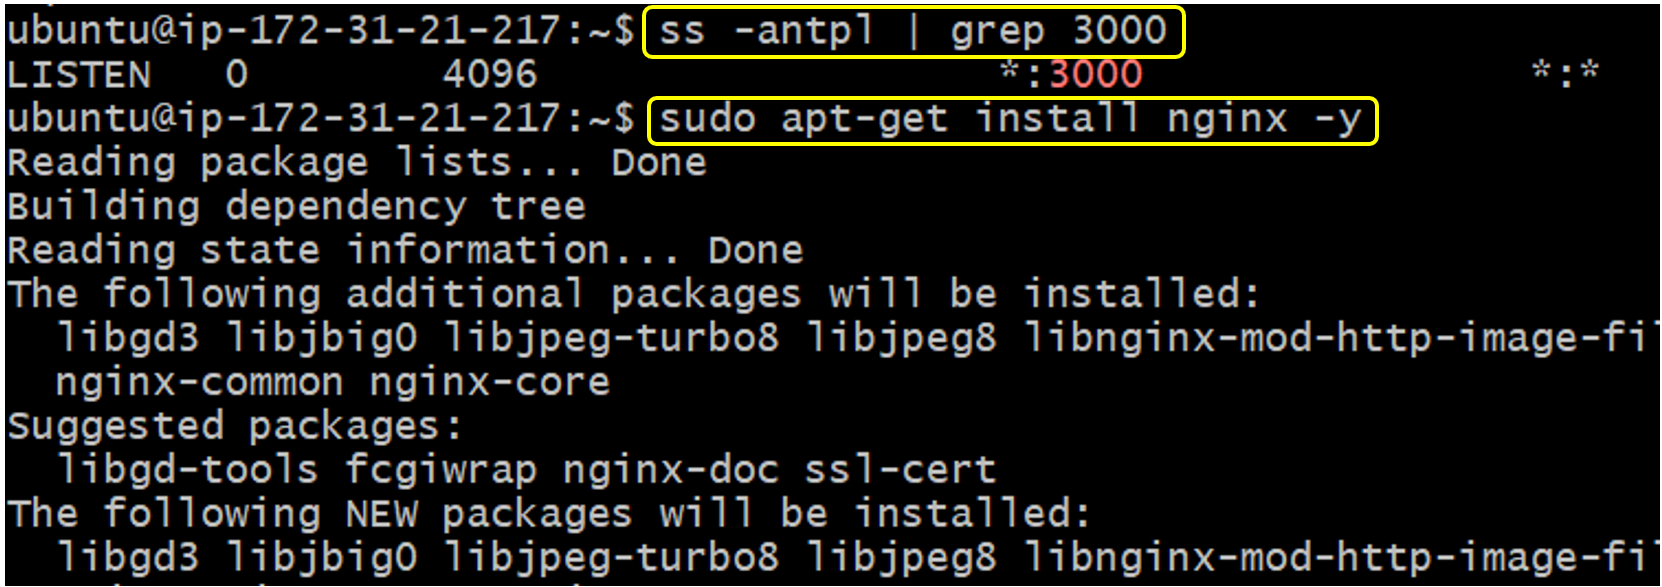 ubuntu@ip-172-31-21-217:~$ ss -antpl | grep 3000
LISTEN 0 4096 *:3000 *:*
ubuntu@ip-172-31-21-217:~$ sudo apt-get install nginx -y
Reading package lists... Done
Building dependency tree
Reading state information... Done
The following additional packages will be installed:
libgd3 libjbig0 libjpeg-turbo8 libjpeg8 libnginx-mod-http-image-fil
nginx-common nginx-core
Suggested packages:
libgd-tools fcgiwrap nginx-doc ssl-cert
The following NEW packages will be installed:
libgd3 libjbig0 libjpeg-turbo8 libjpeg8 libnginx-mod-http-image-fil